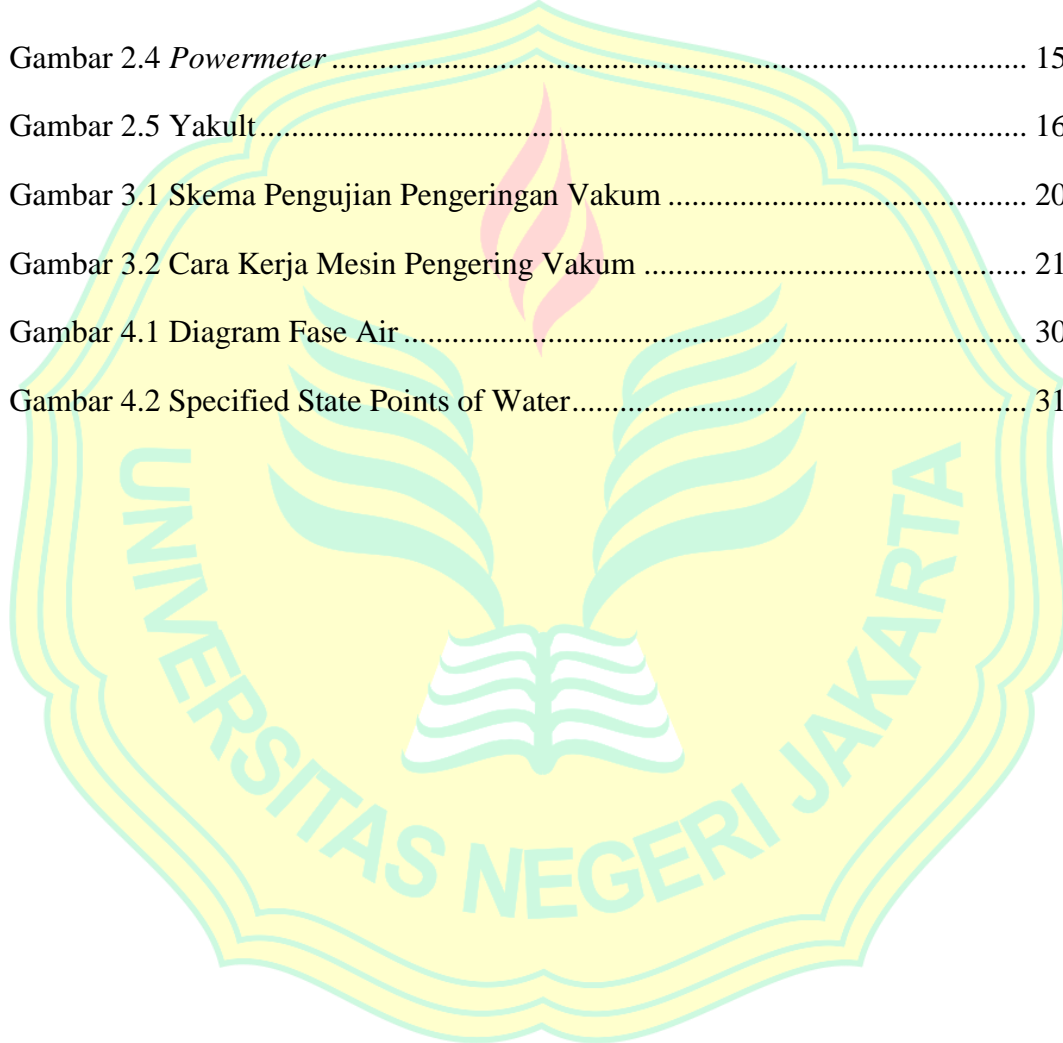 Gambar 2.4 Powermeter ........................................................................................ 15
Gambar 2.5 Yakult ................................................................................................. 16
Gambar 3.1 Skema Pengujian Pengeringan Vakum ............................................. 20
Gambar 3.2 Cara Kerja Mesin Pengering Vakum ................................................ 21
Gambar 4.1 Diagram Fase Air ............................................................................... 30
Gambar 4.2 Specified State Points of Water.......................................................... 31
UNIVERSITAS NEGERI JAKARTA